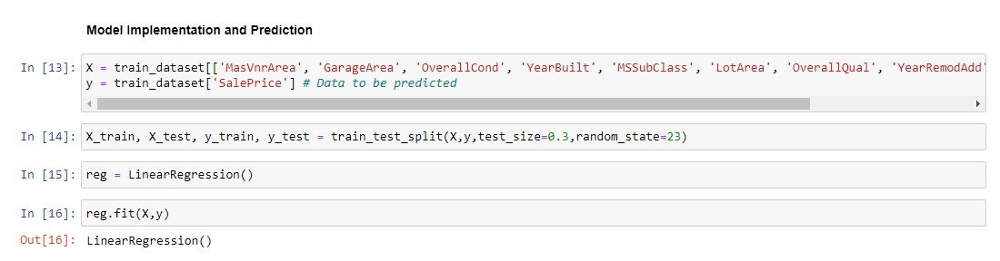 Model Implementation and Prediction
In [13]: X = train_dataset[['MasVnrArea', 'GarageArea', 'OverallCond', 'YearBuilt', 'MSSubClass', 'LotArea', 'OverallQual', 'YearRemodAdd'
y = train_dataset['SalePrice'] # Data to be predicted
In [14]: X_train, X_test, y_train, y_test = train_test_split(X,y,test_size=0.3,random_state=23)
In [15]: reg = LinearRegression()
In [16]: reg.fit(X,y)
Out[16]: LinearRegression()